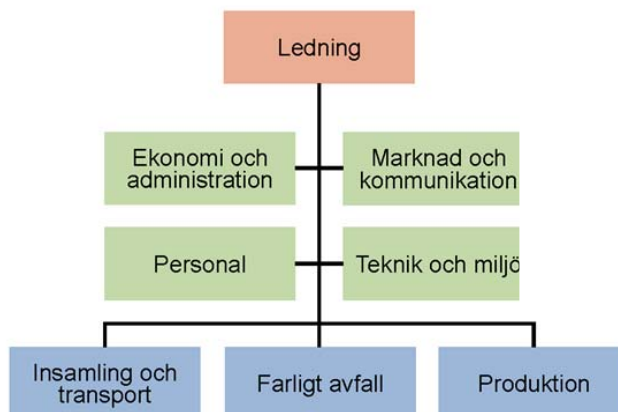 Ledning
Ekonomi och
administration
Marknad och
kommunikation
Personal
Teknik och miljö
Insamling och
transport
Farligt avfall
Produktion